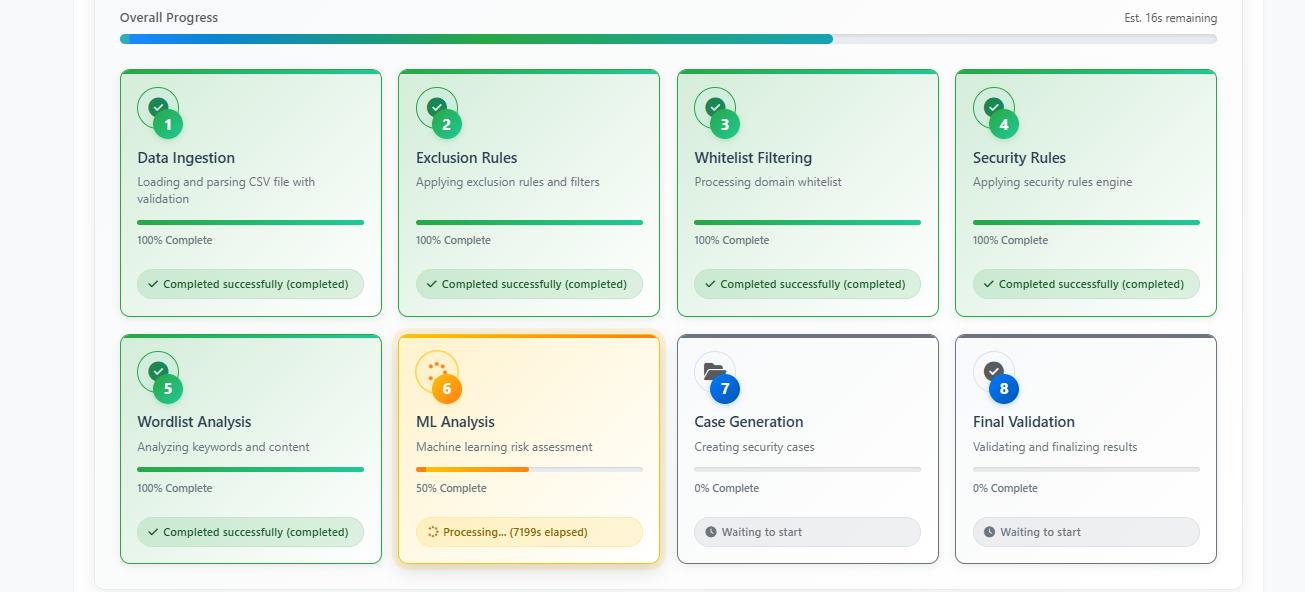 Overall Progress
Est. 16s remaining
1
2
3
4
Data Ingestion
Exclusion Rules
Whitelist Filtering
Security Rules
Loading and parsing CSV file with
validation
Applying exclusion rules and filters
Processing domain whitelist
Applying security rules engine
100% Complete
100% Complete
100% Complete
100% Complete
Completed successfully (completed)
Completed successfully (completed)
Completed successfully (completed)
Completed successfully (completed)
5
6
7
8
Wordlist Analysis
ML Analysis
Case Generation
Final Validation
Analyzing keywords and content
Machine learning risk assessment
Creating security cases
Validating and finalizing results
100% Complete
50% Complete
0% Complete
0% Complete
Completed successfully (completed)
Processing... (7199s elapsed)
Waiting to start
Waiting to start